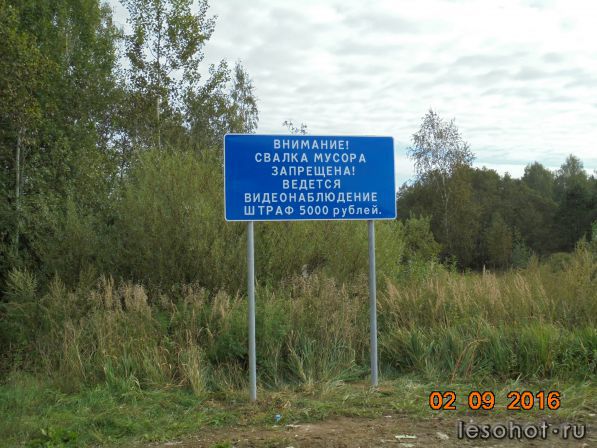 ВНИМАНИЕ!
СВАЛКА МУСОРА
ЗАПРЕЩЕНА!
ВЕДЕТСЯ
ВИДЕОНАБЛЮДЕНИЕ
ШТРАФ 5000 рублей.
02 09 2016
lesohot·ru